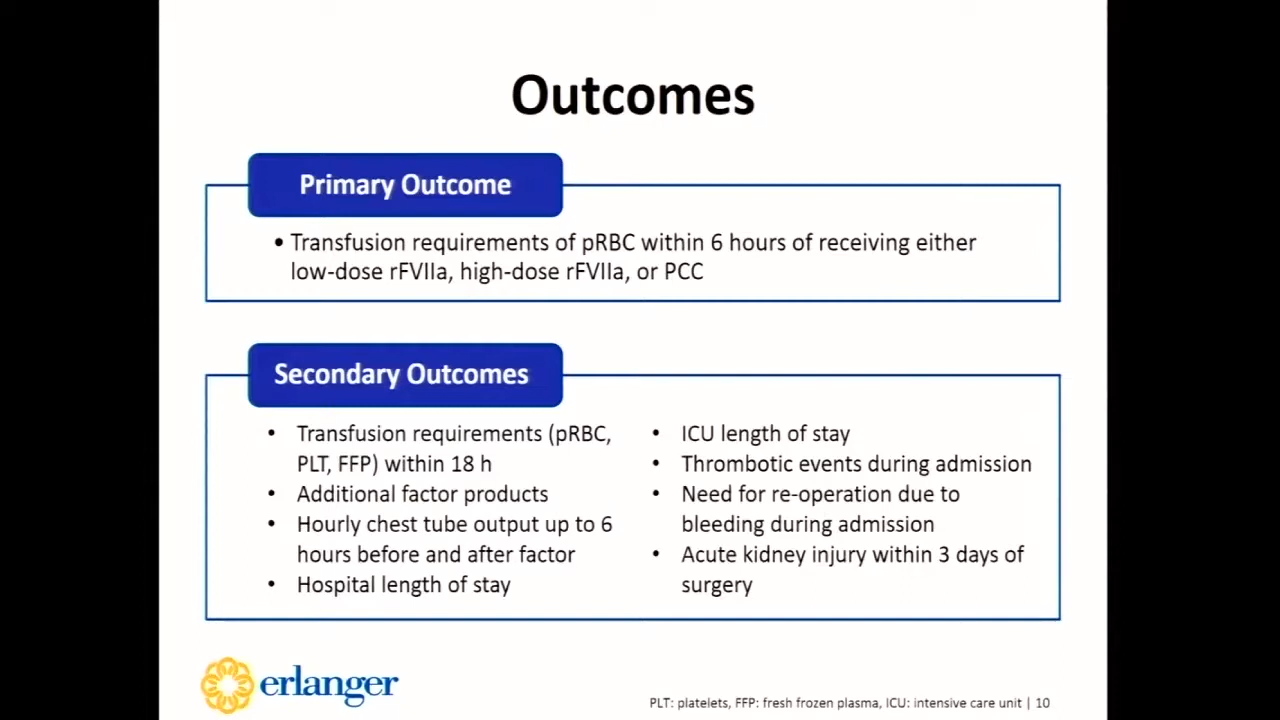 Outcomes
Primary Outcome
• Transfusion requirements of pRBC within 6 hours of receiving either
low-dose rFVIIa, high-dose rFVIIa, or PCC
Secondary Outcomes
• Transfusion requirements (pRBC,
PLT, FFP) within 18 h
• Additional factor products
• Hourly chest tube output up to 6
hours before and after factor
• Hospital length of stay
• ICU length of stay
• Thrombotic events during admission
• Need for re-operation due to
bleeding during admission
• Acute kidney injury within 3 days of
surgery
erlanger
PLT: platelets, FFP: fresh frozen plasma, ICU: intensive care unit | 10